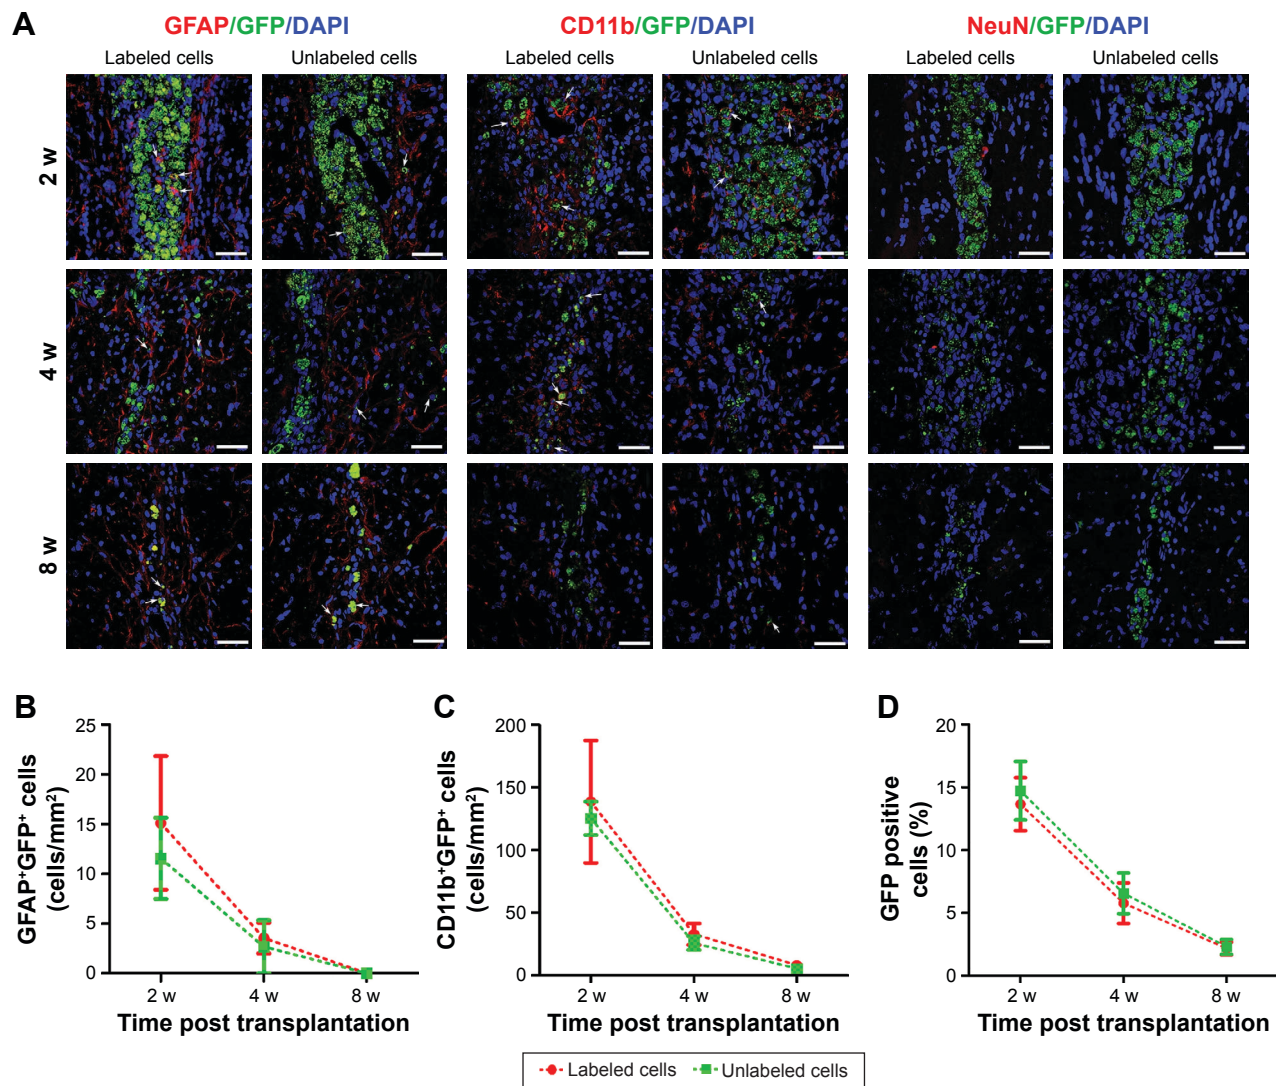 A
GFAP/GFP/DAPI
CD11b/GFP/DAPI
NeuN/GFP/DAPI
Labeled cells
Unlabeled cells
Labeled cells
Unlabeled cells
Labeled cells
Unlabeled cells
2 w
4 w
8 w
B
GFAP⁺GFP⁺ cells
(cells/mm²)
25
20
15
10
5
0
2 w
4 w
8 w
Time post transplantation
C
CD11b⁺GFP⁺ cells
(cells/mm²)
200
150
100
50
0
2 w
4 w
8 w
Time post transplantation
D
GFP positive
cells (%)
20
15
10
5
0
2 w
4 w
8 w
Time post transplantation
Labeled cells
Unlabeled cells